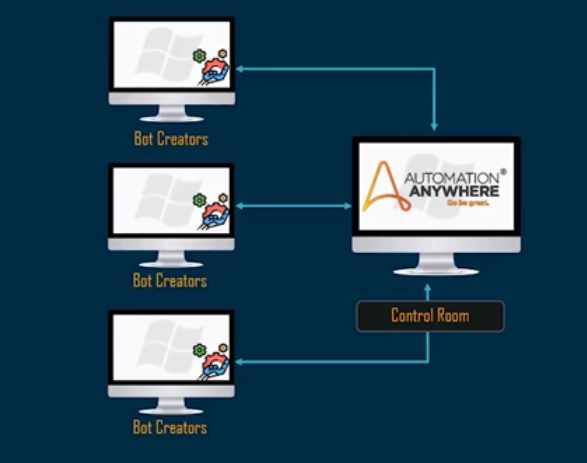 Bot Creators
AUTOMATION®
ANYWHERE
Go be great.
Bot Creators
Control Room
Bot Creators